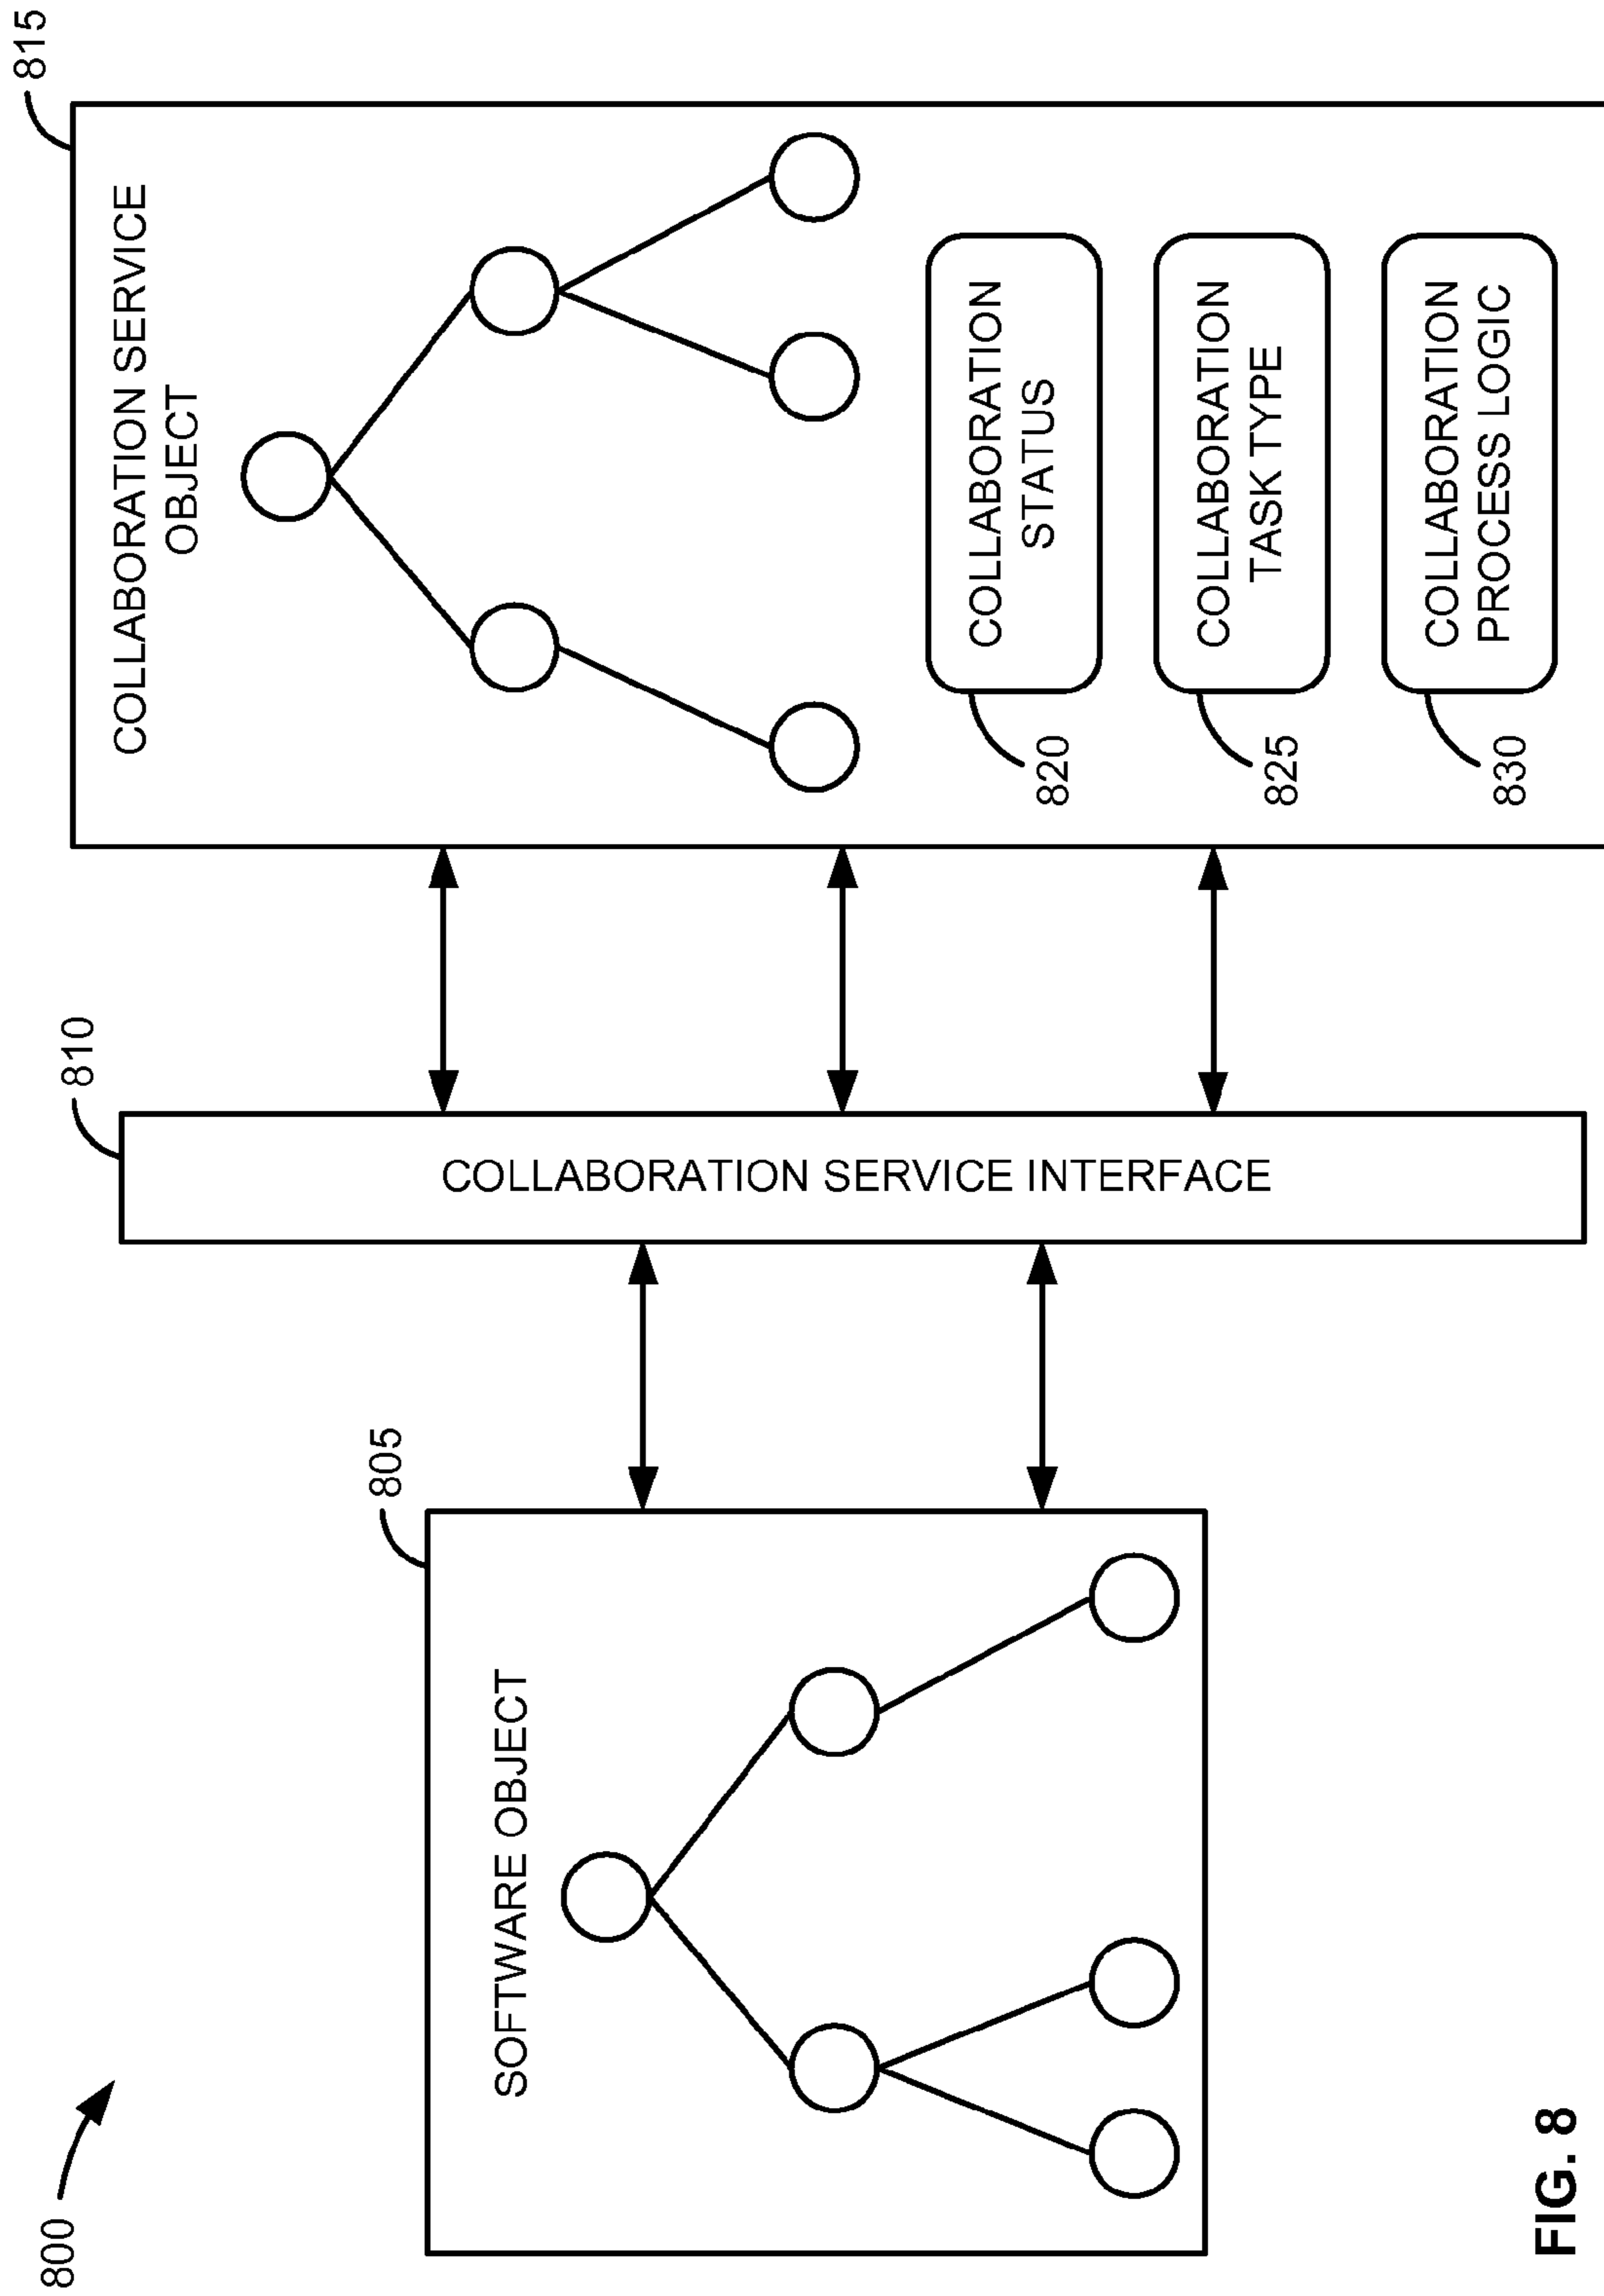 800
805
SOFTWARE OBJECT
810
COLLABORATION SERVICE INTERFACE
815
COLLABORATION SERVICE
OBJECT
820
COLLABORATION
STATUS
825
COLLABORATION
TASK TYPE
830
COLLABORATION
PROCESS LOGIC
FIG. 8